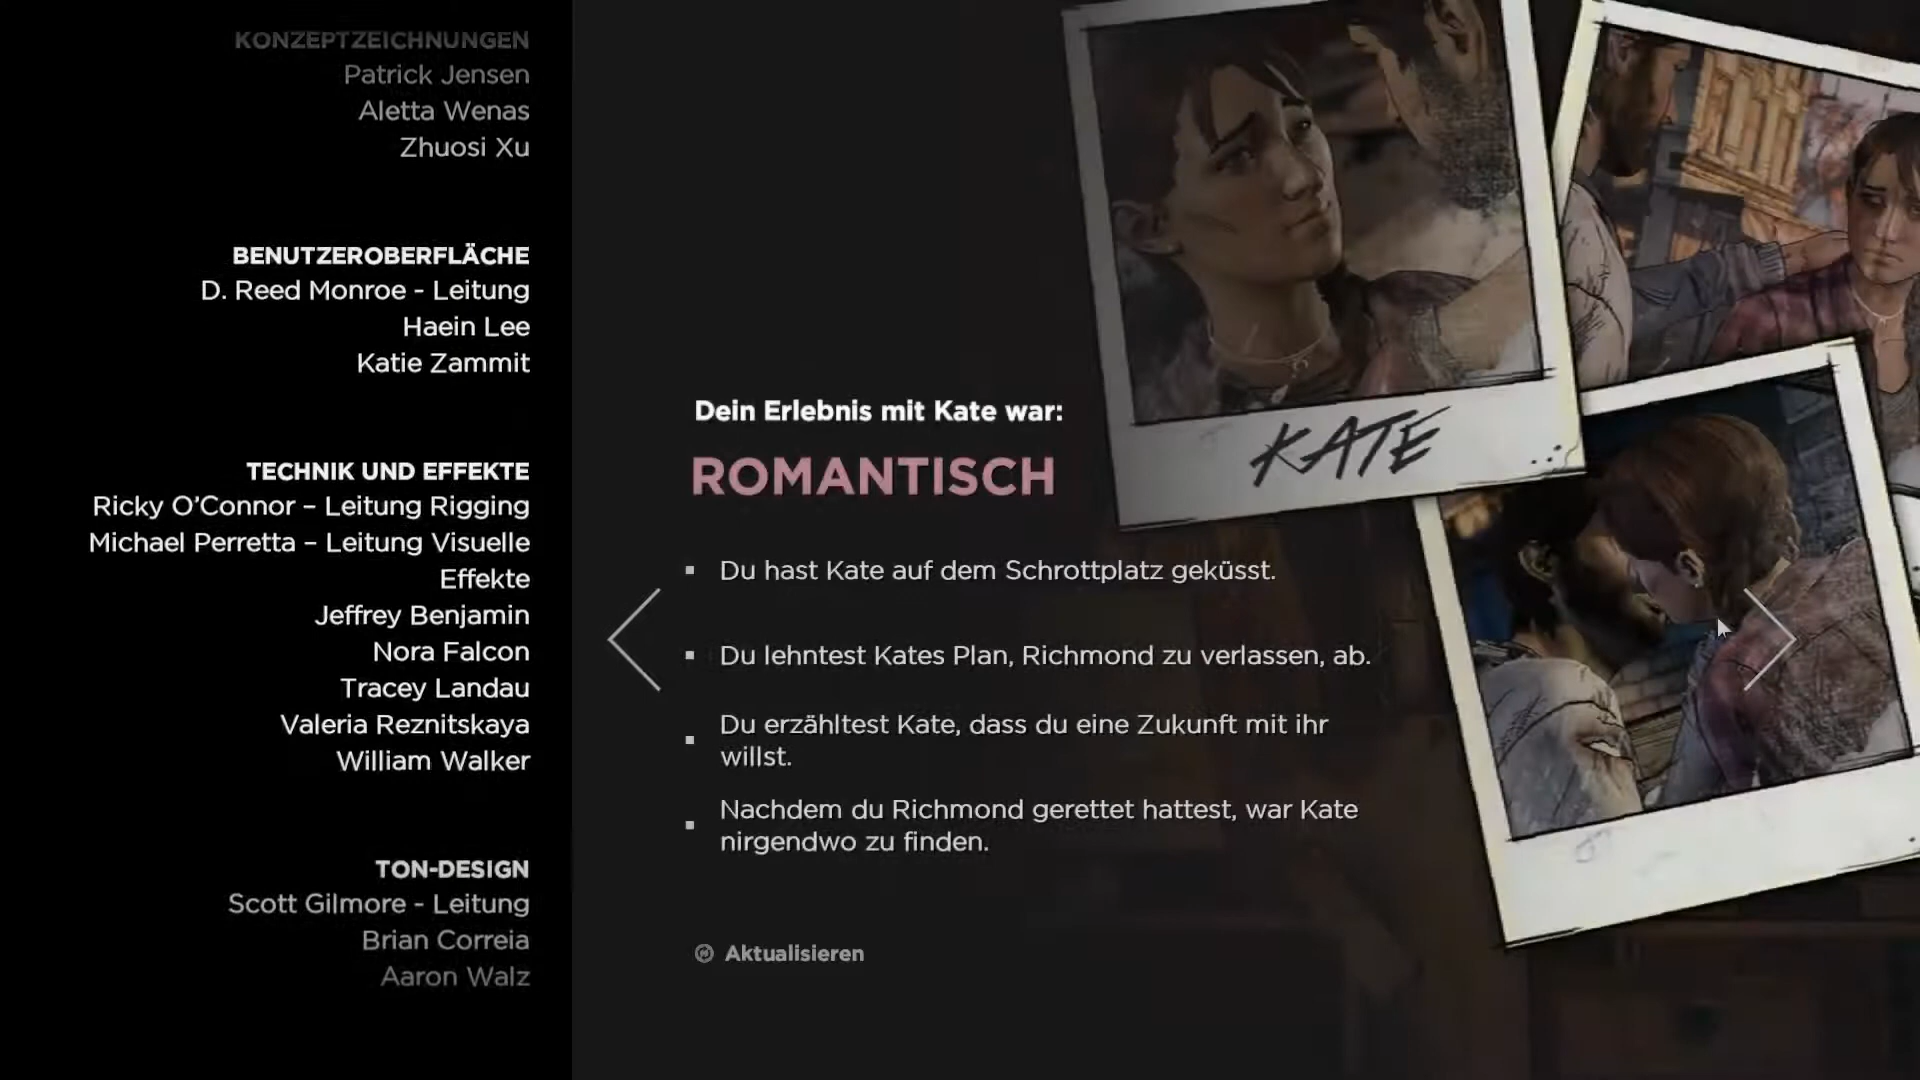 KONZEPTZEICHNUNGEN
Patrick Jensen
Aletta Wenas
Zhuosi Xu
BENUTZEROBERFLÄCHE
D. Reed Monroe - Leitung
Haein Lee
Katie Zammit
TECHNIK UND EFFEKTE
Ricky O’Connor – Leitung Rigging
Michael Perretta – Leitung Visuelle
Effekte
Jeffrey Benjamin
Nora Falcon
Tracey Landau
Valeria Reznitskaya
William Walker
TON-DESIGN
Scott Gilmore - Leitung
Brian Correia
Aaron Walz
Dein Erlebnis mit Kate war:
ROMANTISCH
▪ Du hast Kate auf dem Schrottplatz geküsst.
▪ Du lehntest Kates Plan, Richmond zu verlassen, ab.
▪ Du erzähltest Kate, dass du eine Zukunft mit ihr
willst.
▪ Nachdem du Richmond gerettet hattest, war Kate
nirgendwo zu finden.
Aktualisieren
KATE